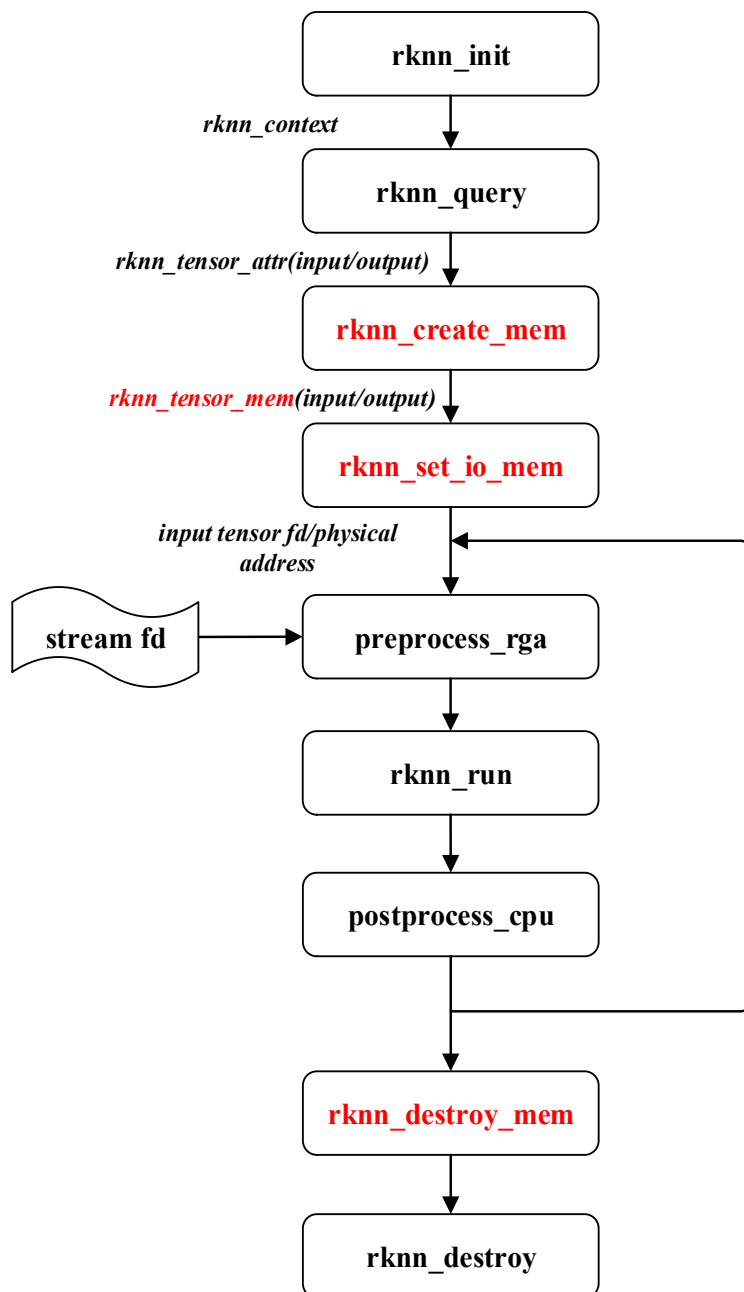 rknn_init
rknn_context
rknn_query
rknn_tensor_attr(input/output)
rknn_create_mem
rknn_tensor_mem(input/output)
rknn_set_io_mem
input tensor fd/physical
address
stream fd
preprocess_rga
rknn_run
postprocess_cpu
rknn_destroy_mem
rknn_destroy